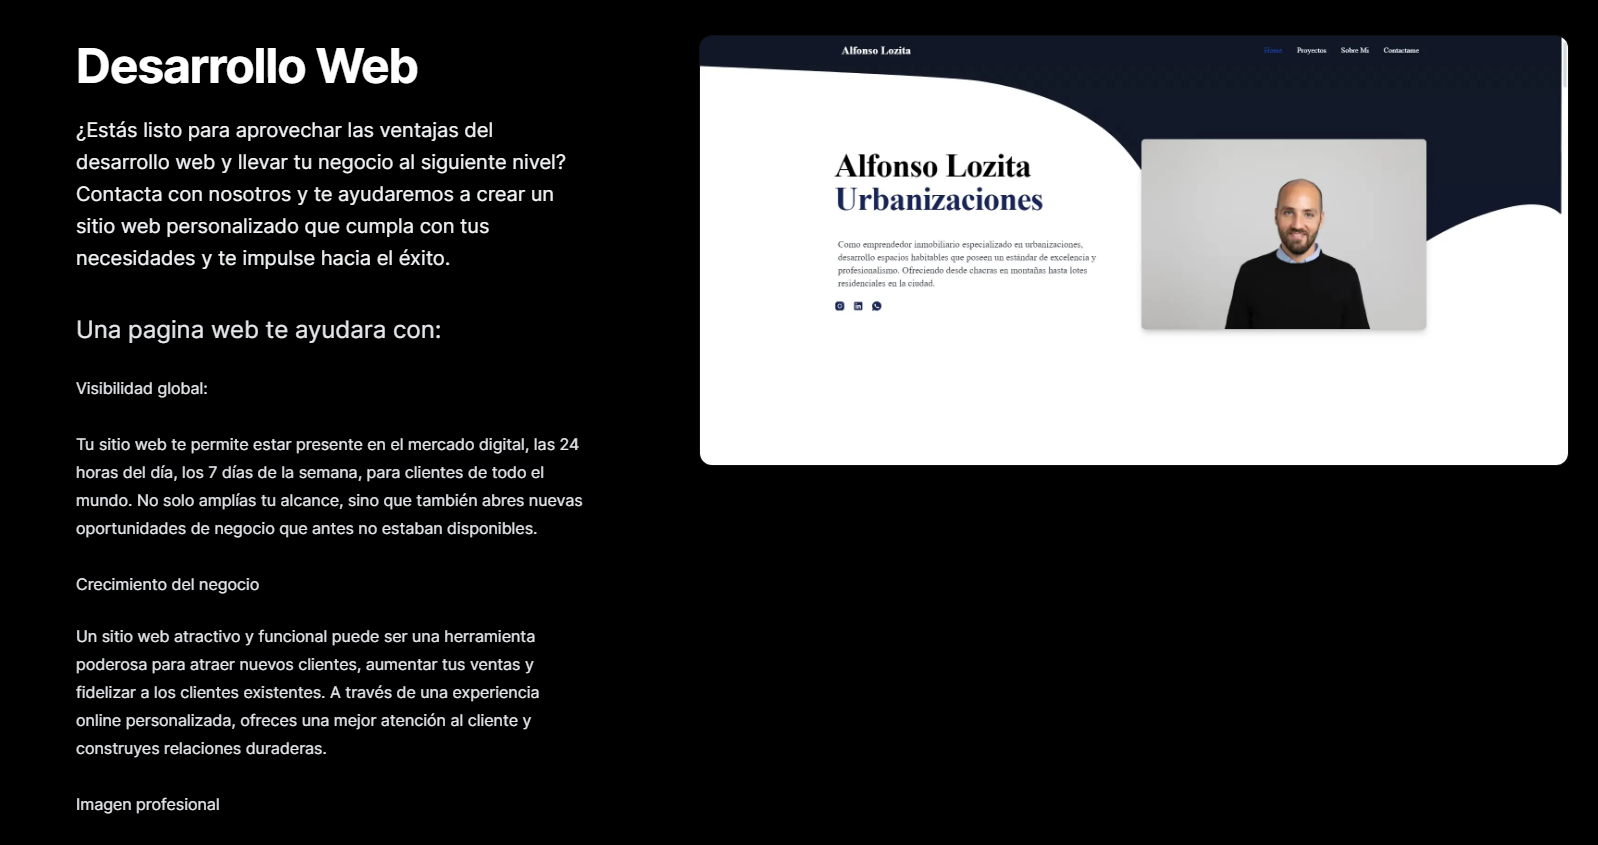 Desarrollo Web
¿Estás listo para aprovechar las ventajas del
desarrollo web y llevar tu negocio al siguiente nivel?
Contacta con nosotros y te ayudaremos a crear un
sitio web personalizado que cumpla con tus
necesidades y te impulse hacia el éxito.
Una pagina web te ayudara con:
Visibilidad global:
Tu sitio web te permite estar presente en el mercado digital, las 24
horas del día, los 7 días de la semana, para clientes de todo el
mundo. No solo amplías tu alcance, sino que también abres nuevas
oportunidades de negocio que antes no estaban disponibles.
Crecimiento del negocio
Un sitio web atractivo y funcional puede ser una herramienta
poderosa para atraer nuevos clientes, aumentar tus ventas y
fidelizar a los clientes existentes. A través de una experiencia
online personalizada, ofreces una mejor atención al cliente y
construyes relaciones duraderas.
Imagen profesional
Alfonso Lozita
Home Proyectos Sobre Mi Contactame
Alfonso Lozita
Urbanizaciones
Como emprendedor inmobiliario especializado en urbanizaciones,
desarrollo espacios habitables que poseen un estándar de excelencia y
profesionalismo. Ofreciendo desde chacras en montañas hasta lotes
residenciales en la ciudad.